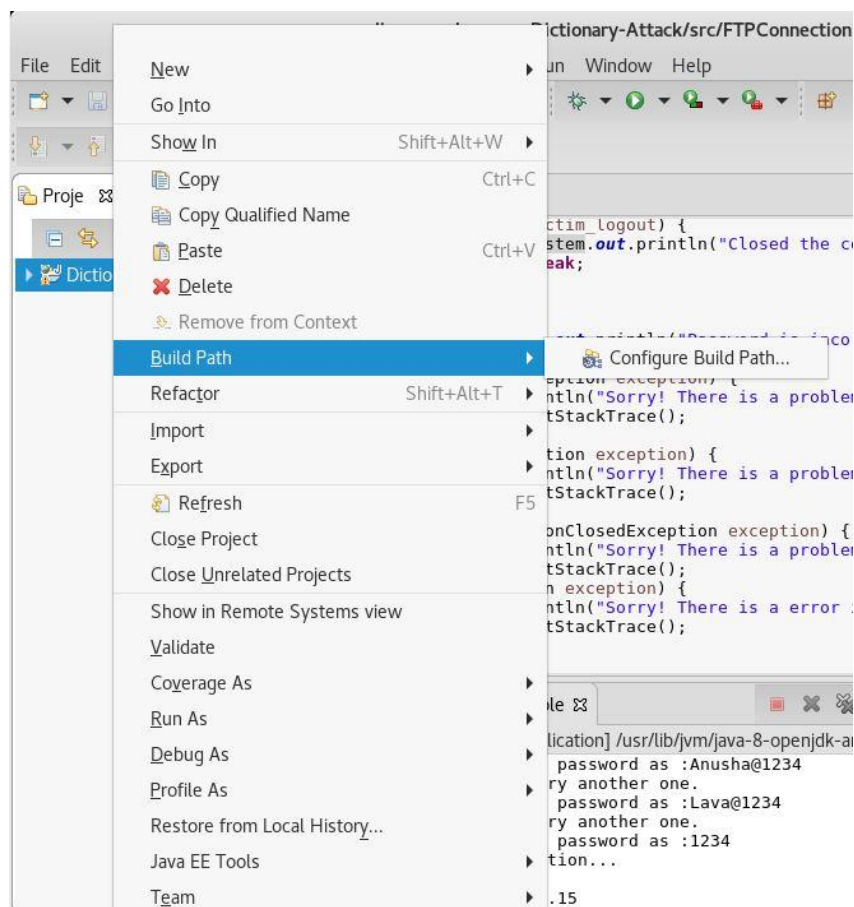 Dictionary-Attack/src/FTPConnection
File Edit un Window Help
New
Go Into
Show In Shift+Alt+W
Copy Ctrl+C
Copy Qualified Name
Paste Ctrl+V
Delete
Remove from Context
Build Path
Refactor Shift+Alt+T
Import
Export
Refresh F5
Close Project
Close Unrelated Projects
Show in Remote Systems view
Validate
Coverage As
Run As
Debug As
Profile As
Restore from Local History...
Java EE Tools
Team
Configure Build Path...
Proje
Dictio
ctim_logout) {
stem.out.println("Closed the co
eak;
eption exception) {
ntln("Sorry! There is a problem
tStackTrace();
tion exception) {
ntln("Sorry! There is a problem
tStackTrace();
onClosedException exception) {
ntln("Sorry! There is a problem
tStackTrace();
n exception) {
ntln("Sorry! There is a error
tStackTrace();
le
lication] /usr/lib/jvm/java-8-openjdk-a
password as :Anusha@1234
ry another one.
password as :Lava@1234
ry another one.
password as :1234
tion...
.15